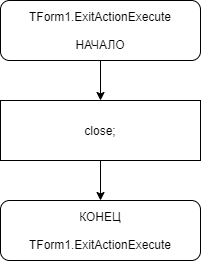 TForm1.ExitActionExecute
НАЧАЛО
close;
КОНЕЦ
TForm1.ExitActionExecute